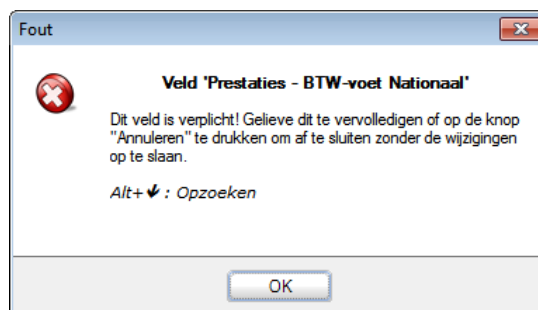 Fout
Veld 'Prestaties - BTW-voet Nationaal'
Dit veld is verplicht! Gelieve dit te vervolledigen of op de knop
"Annuleren" te drukken om af te sluiten zonder de wijzigingen
op te slaan.
Alt+🡻 : Opzoeken
OK